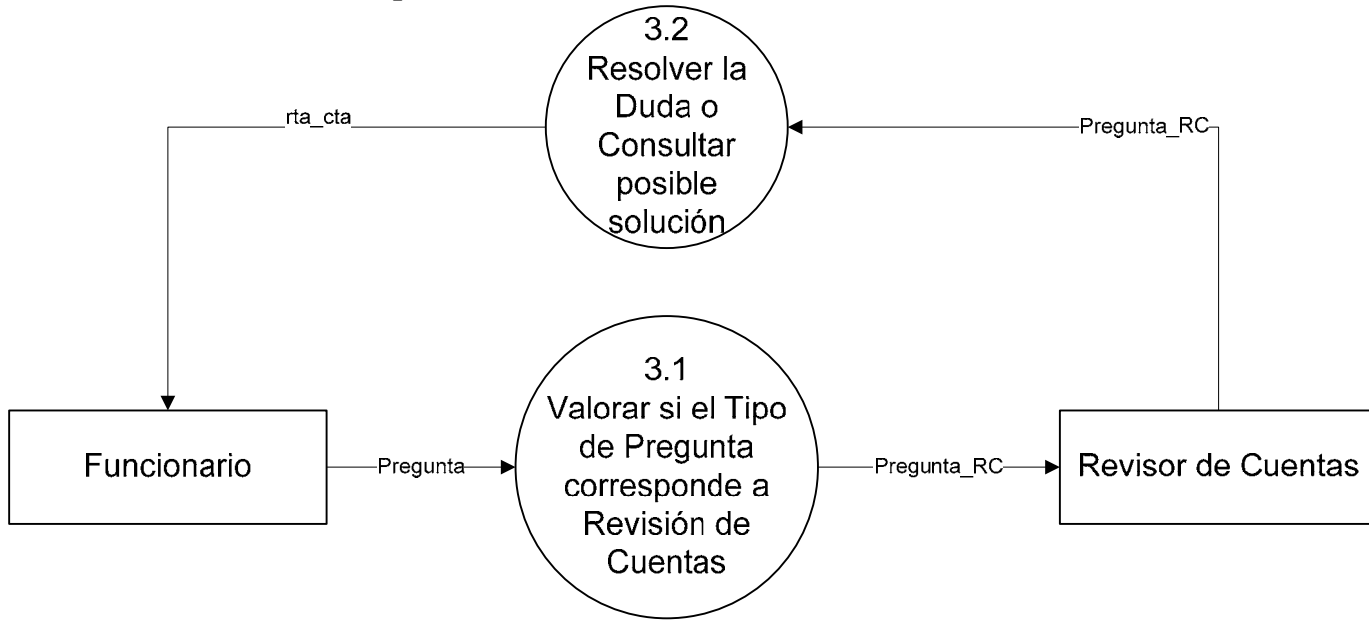 3.2
Resolver la
Duda o
Consultar
posible
solución
rta_cta
Pregunta_RC
3.1
Valorar si el Tipo
de Pregunta
corresponde a
Revisión de
Cuentas
Funcionario
Pregunta
Pregunta_RC
Revisor de Cuentas